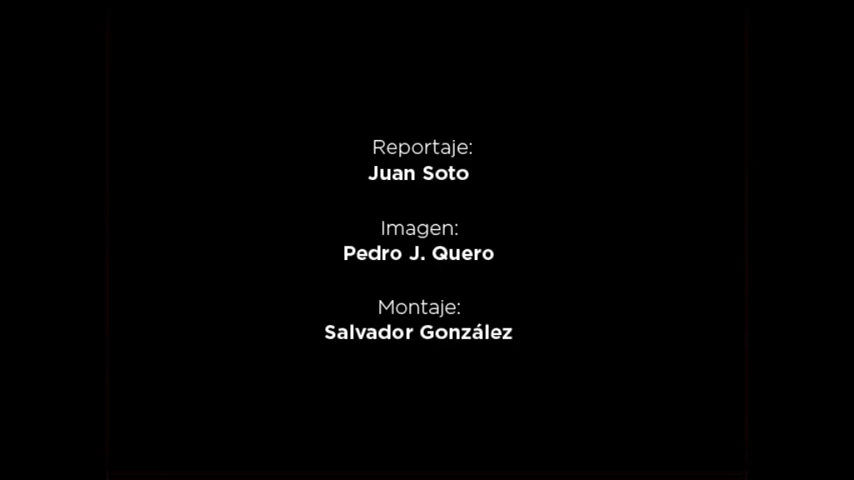 Reportaje:
Juan Soto
Imagen:
Pedro J. Quero
Montaje:
Salvador González